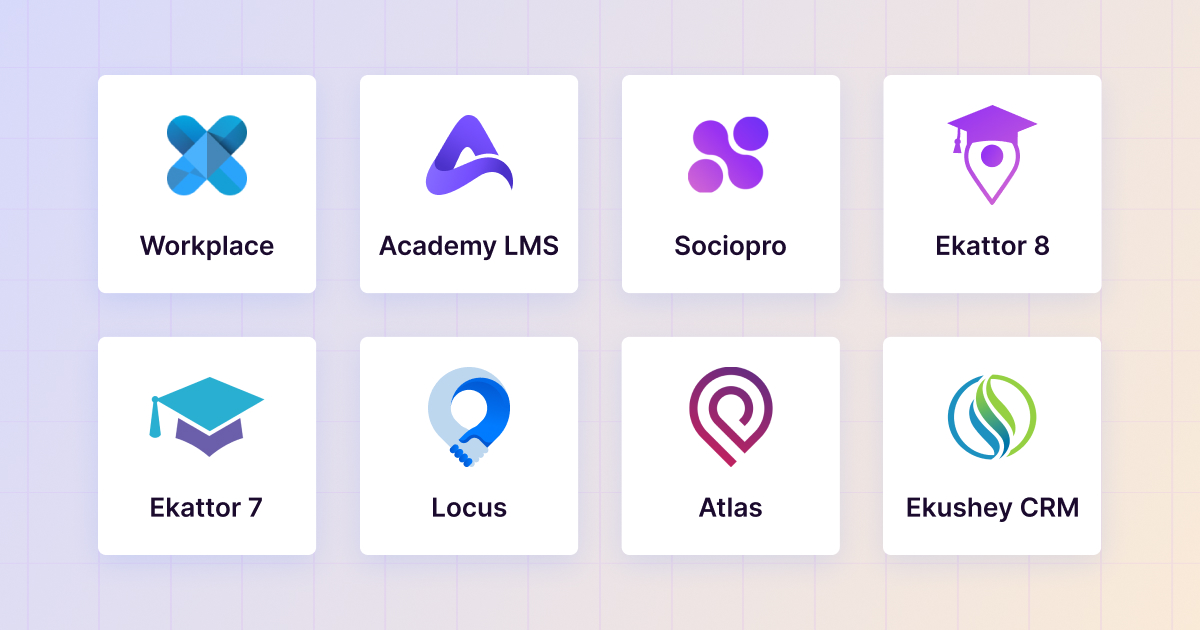 Workplace
Academy LMS
Sociopro
Ekattor 8
Ekattor 7
Locus
Atlas
Ekushey CRM